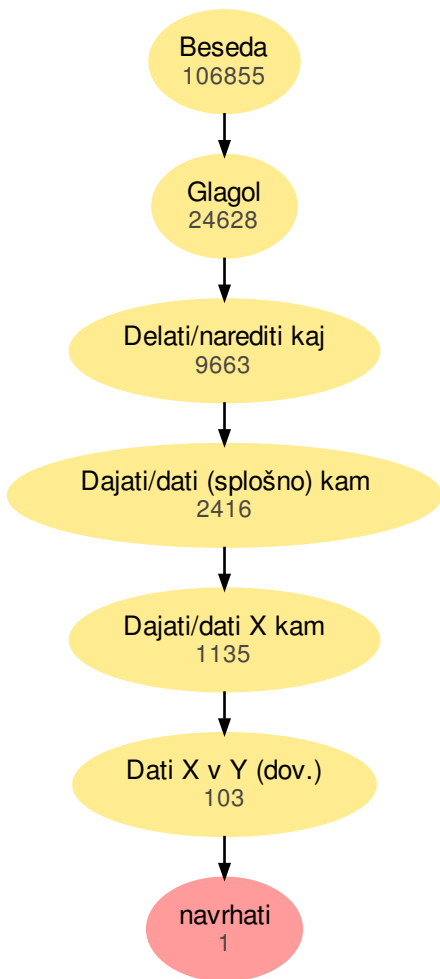 Beseda
106855
Glagol
24628
Delati/narediti kaj
9663
Dajati/dati (splošno) kam
2416
Dajati/dati X kam
1135
Dati X v Y (dov.)
103
navrhati
1